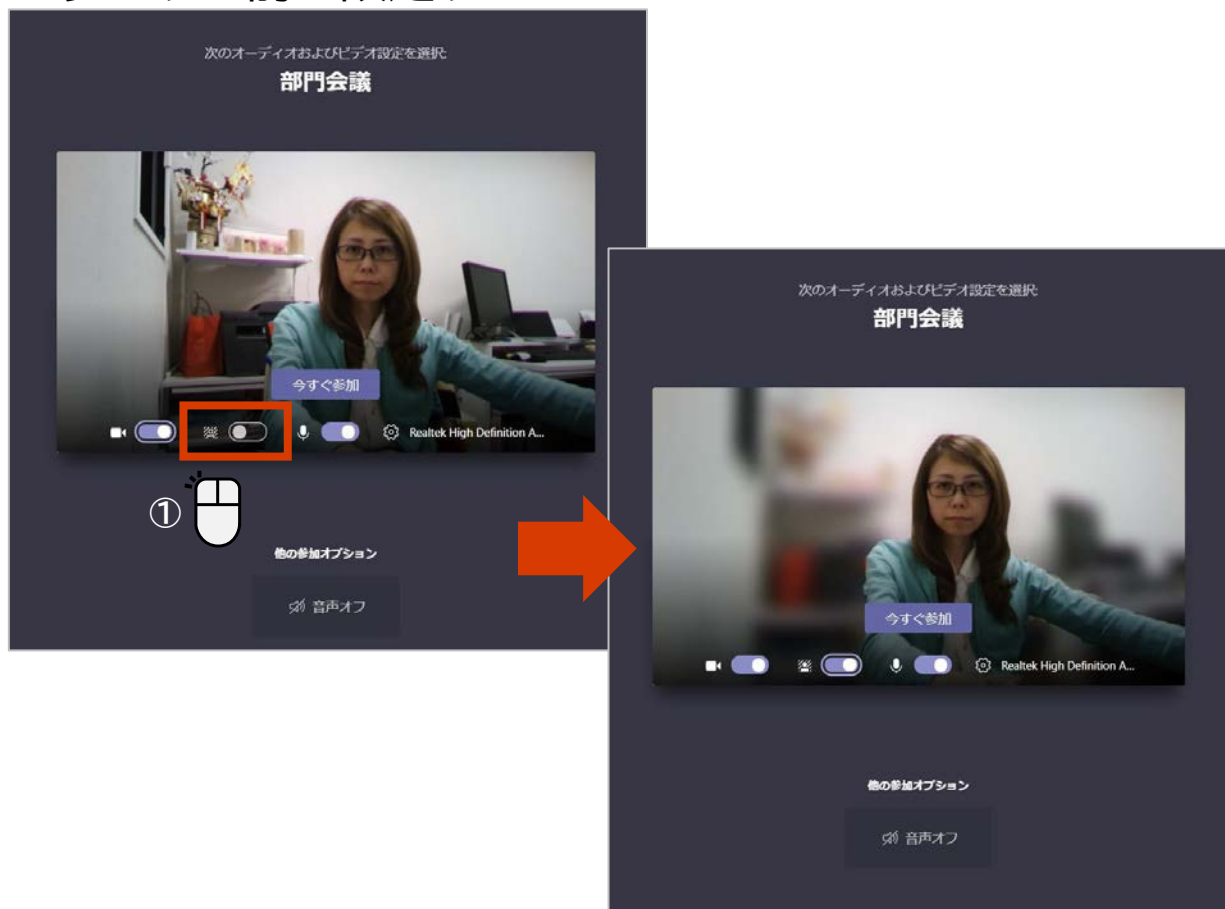 次のオーディオおよびビデオ設定を選択:
部門会議
今すぐ参加
Realtek High Definition A...
①
他の参加オプション
音声オフ
次のオーディオおよびビデオ設定を選択:
部門会議
今すぐ参加
Realtek High Definition A...
他の参加オプション
音声オフ